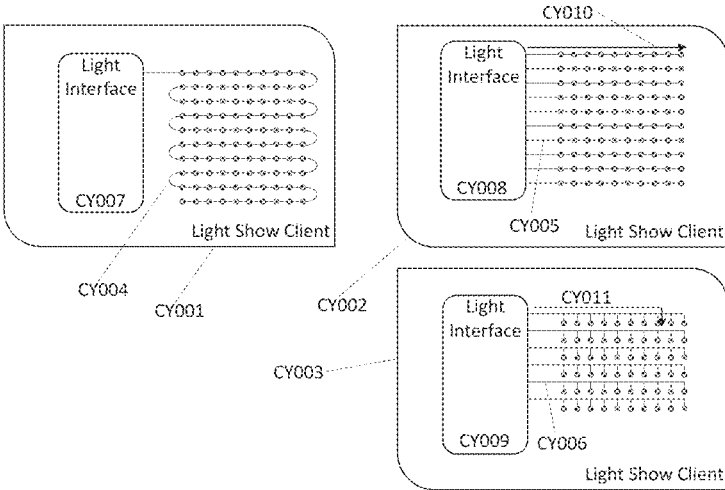 CY010
Light
Interface
CY007
Light Show Client
CY004
CY001
Light
Interface
CY008
CY005
Light Show Client
CY002
CY003
Light
Interface
CY011
CY009
CY006
Light Show Client